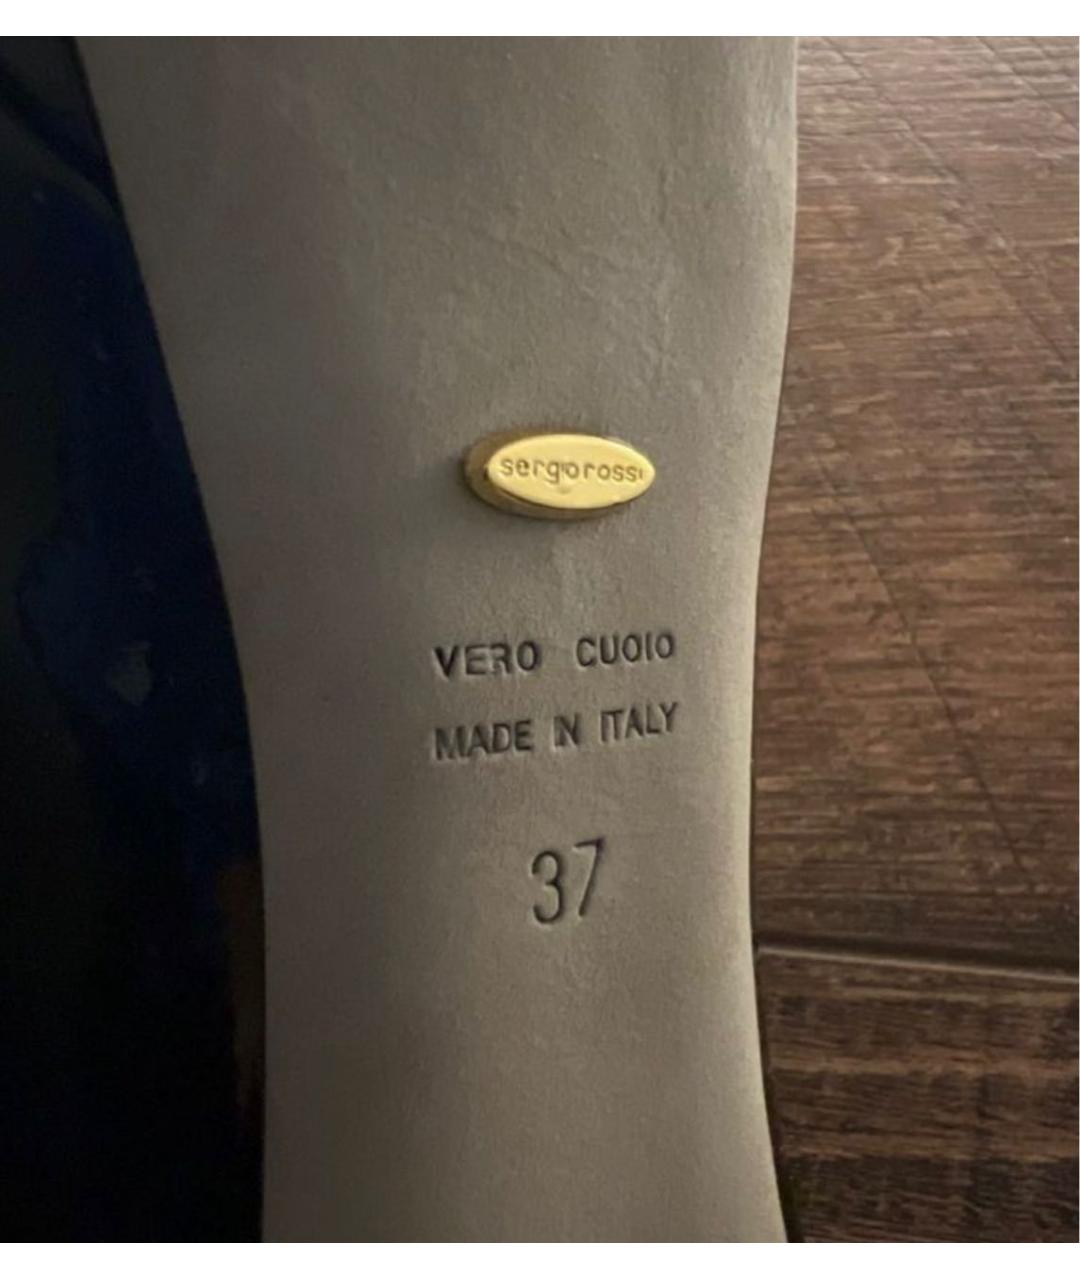 sergiorossi
VERO CUOIO
MADE IN ITALY
37